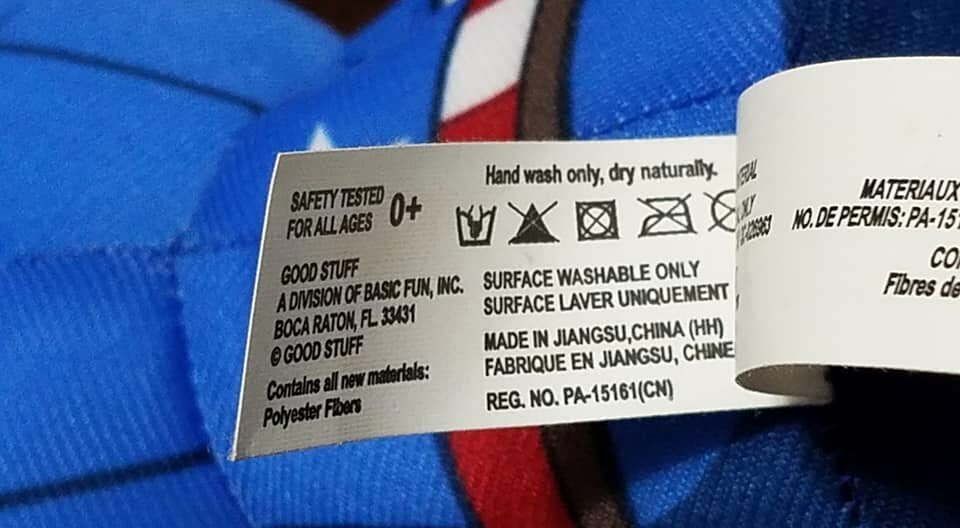 SAFETY TESTED
FOR ALL AGES
0+
GOOD STUFF
A DIVISION OF BASIC FUN, INC.
BOCA RATON, FL. 33431
© GOOD STUFF
Contains all new materials:
Polyester Fibers
Hand wash only, dry naturally.
SURFACE WASHABLE ONLY
SURFACE LAVER UNIQUEMENT
MADE IN JIANGSU,CHINA (HH)
FABRIQUE EN JIANGSU, CHINE
REG. NO. PA-15161(CN)
MATERIAUX
NO. DE PERMIS: PA-15
Fibres de